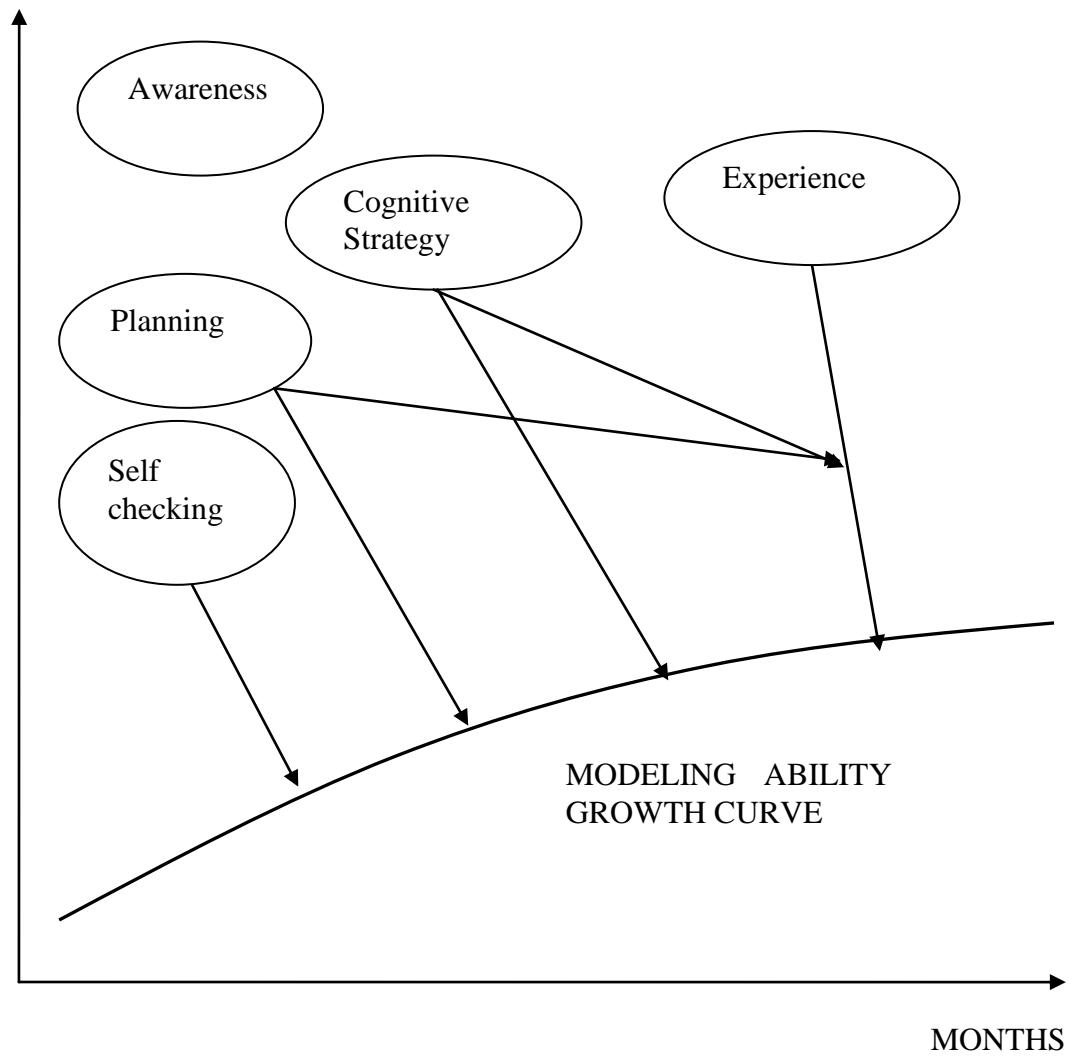 Awareness
Cognitive
Strategy
Experience
Planning
Self
checking
MODELING ABILITY
GROWTH CURVE
MONTHS